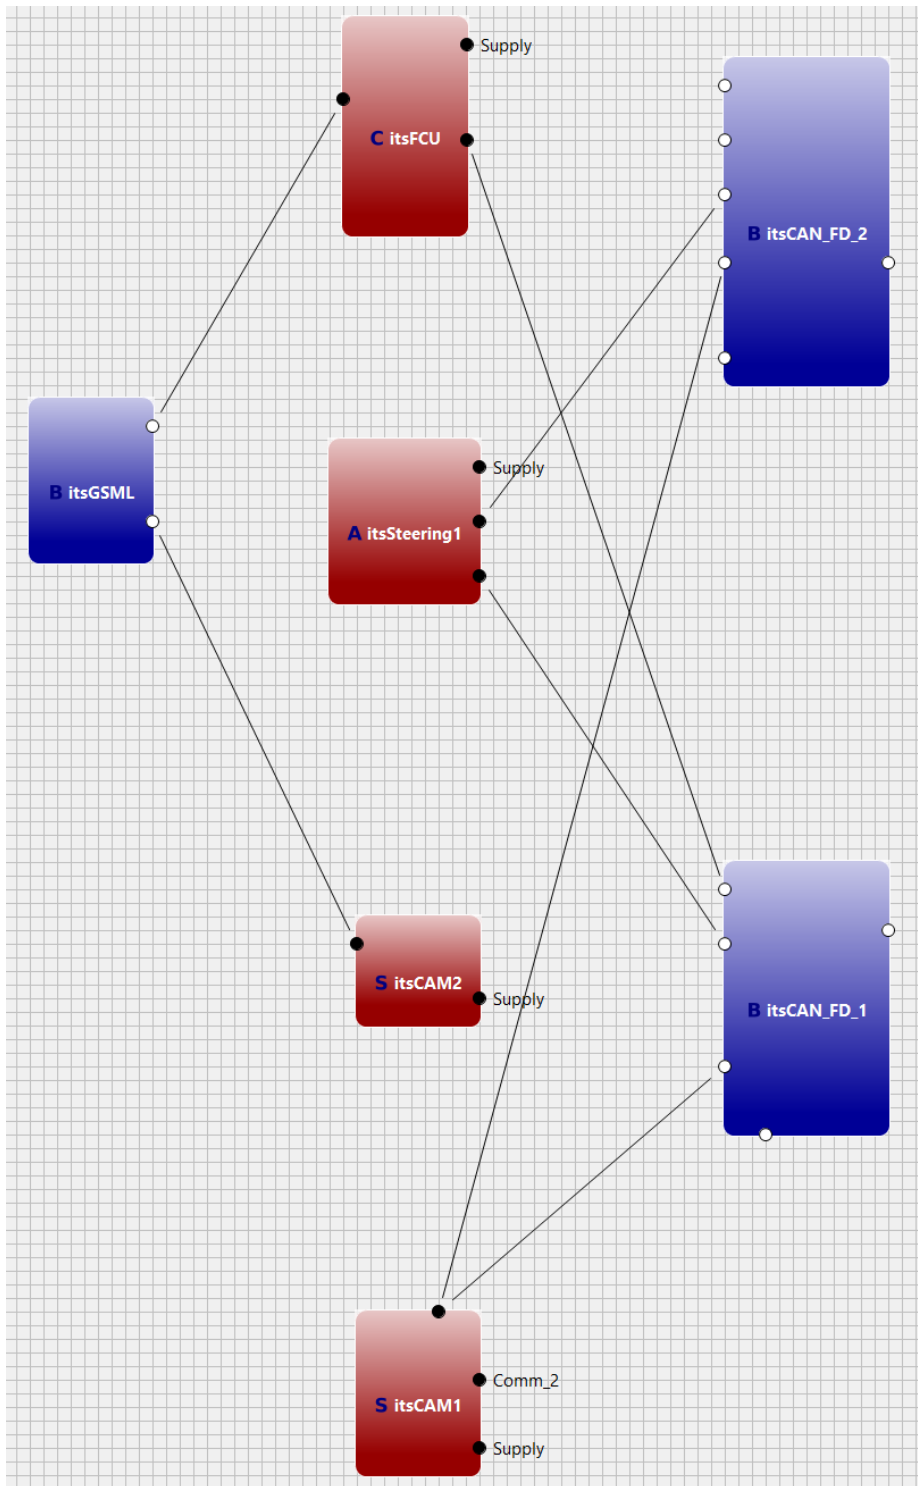 Supply
C itsFCU
B itsCAN_FD_2
Supply
B itsGSML
A itsSteering1
S itsCAM2
Supply
B itsCAN_FD_1
Comm_2
S itsCAM1
Supply